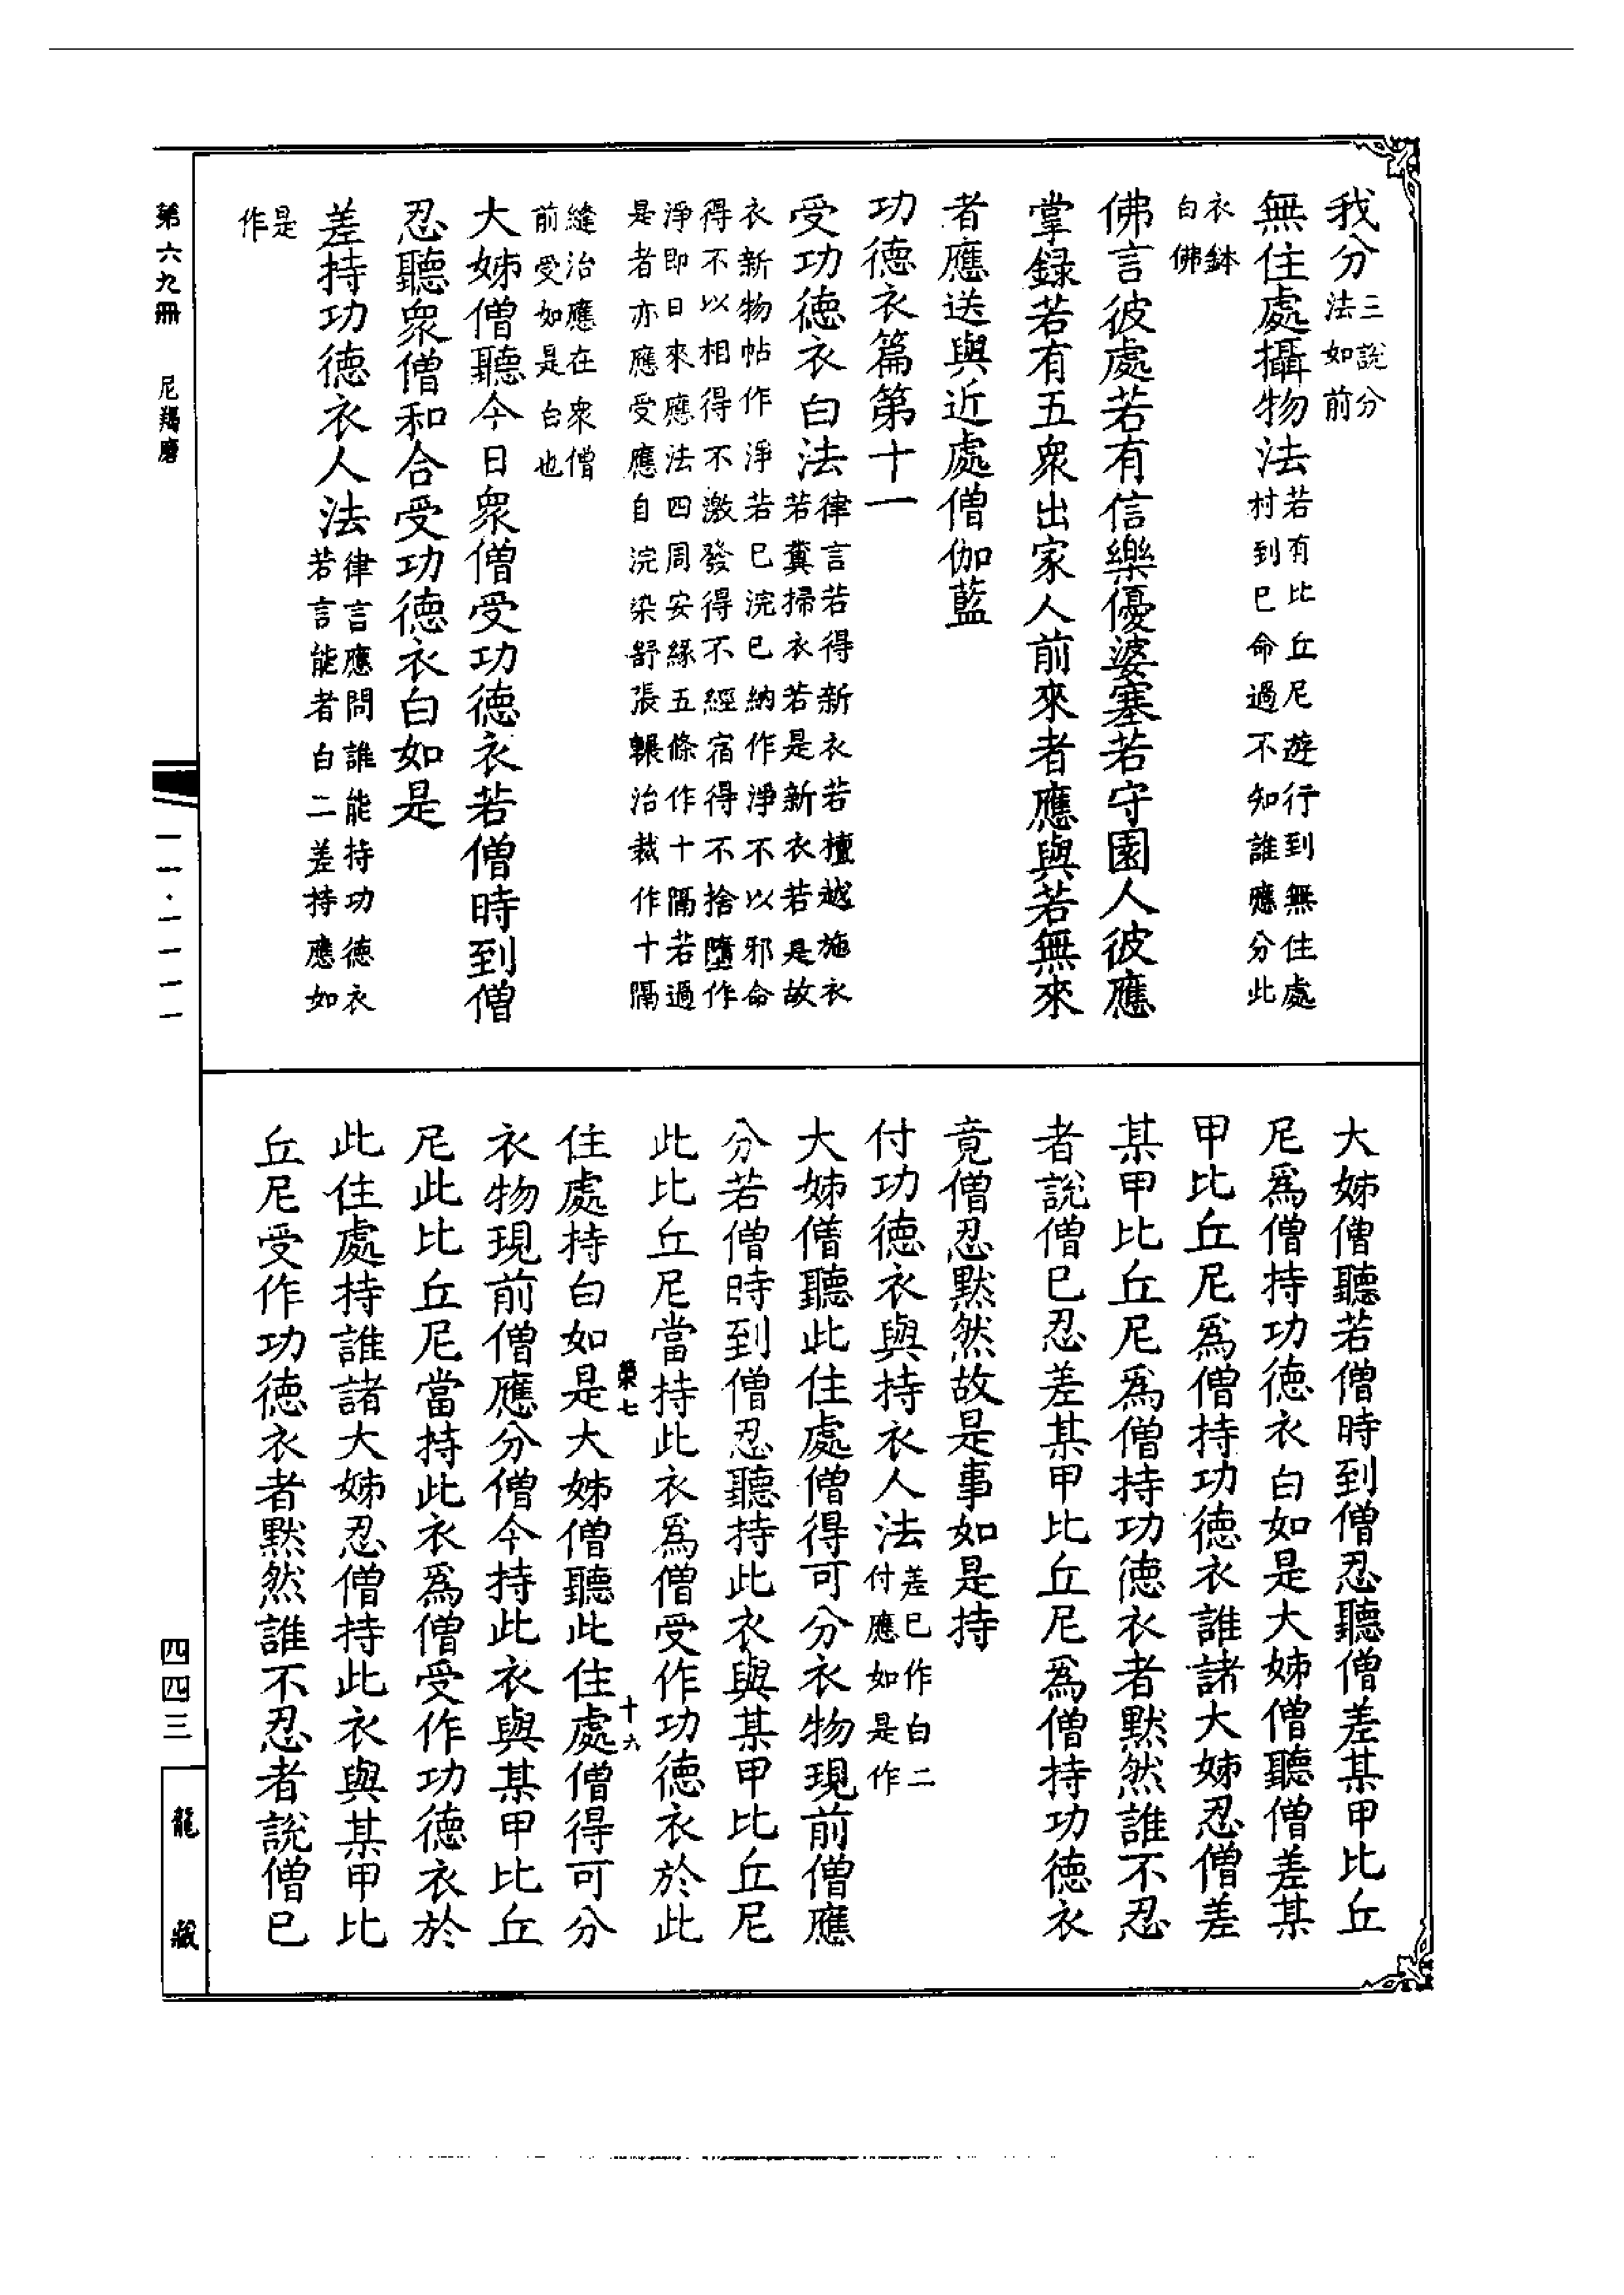 我分三說分
法如前
無住處攝物法若有比丘尼遊行到無住處
村到已命過不知誰應分此
衣鉢
白佛
佛言彼處若有信樂優婆塞若守園人彼應
掌録若有五衆出家人前來者應與若無來
者應送與近處僧伽藍
功德衣篇第十一
受功德衣白法律言若得新衣若檀越施衣
若糞掃衣若是新衣若是故
衣新物帖作淨若已浣已納作淨不以邪命
得不以相得不激發得不經宿得不捨墮作
淨即日來應法四周安緣五條作十隔若過
是者亦應受應自浣染舒張輾治裁作十隔
縫治應在衆僧
前受如是白也
大姊僧聽今日衆僧受功德衣若僧時到僧
忍聽衆僧和合受功德衣白如是
差持功德衣人法律言應問誰能持功德衣
若言能者白二差持應如
是
作
大姊僧聽若僧時到僧忍聽僧差某甲比丘
尼爲僧持功德衣白如是大姊僧聽僧差某
甲比丘尼爲僧持功德衣誰諸大姊忍僧差
某甲比丘尼爲僧持功德衣者默然誰不忍
者說僧已忍差某甲比丘尼爲僧持功德衣
竟僧忍默然故是事如是持
付功德衣與持衣人法差已作白二
付應如是作
大姊僧聽此住處僧得可分衣物現前僧應
分若僧時到僧忍聽持此衣與某甲比丘尼
此比丘尼當持此衣爲僧受作功德衣於此
榮七
十六
住處持白如是大姊僧聽此住處僧得可分
衣物現前僧應分僧今持此衣與某甲比丘
尼此比丘尼當持此衣爲僧受作功德衣於
此住處持誰諸大姊忍僧持此衣與某甲比
丘尼受作功德衣者默然誰不忍者說僧已
第六九冊 尼羯磨
一一·一一一一
四四三
龍藏